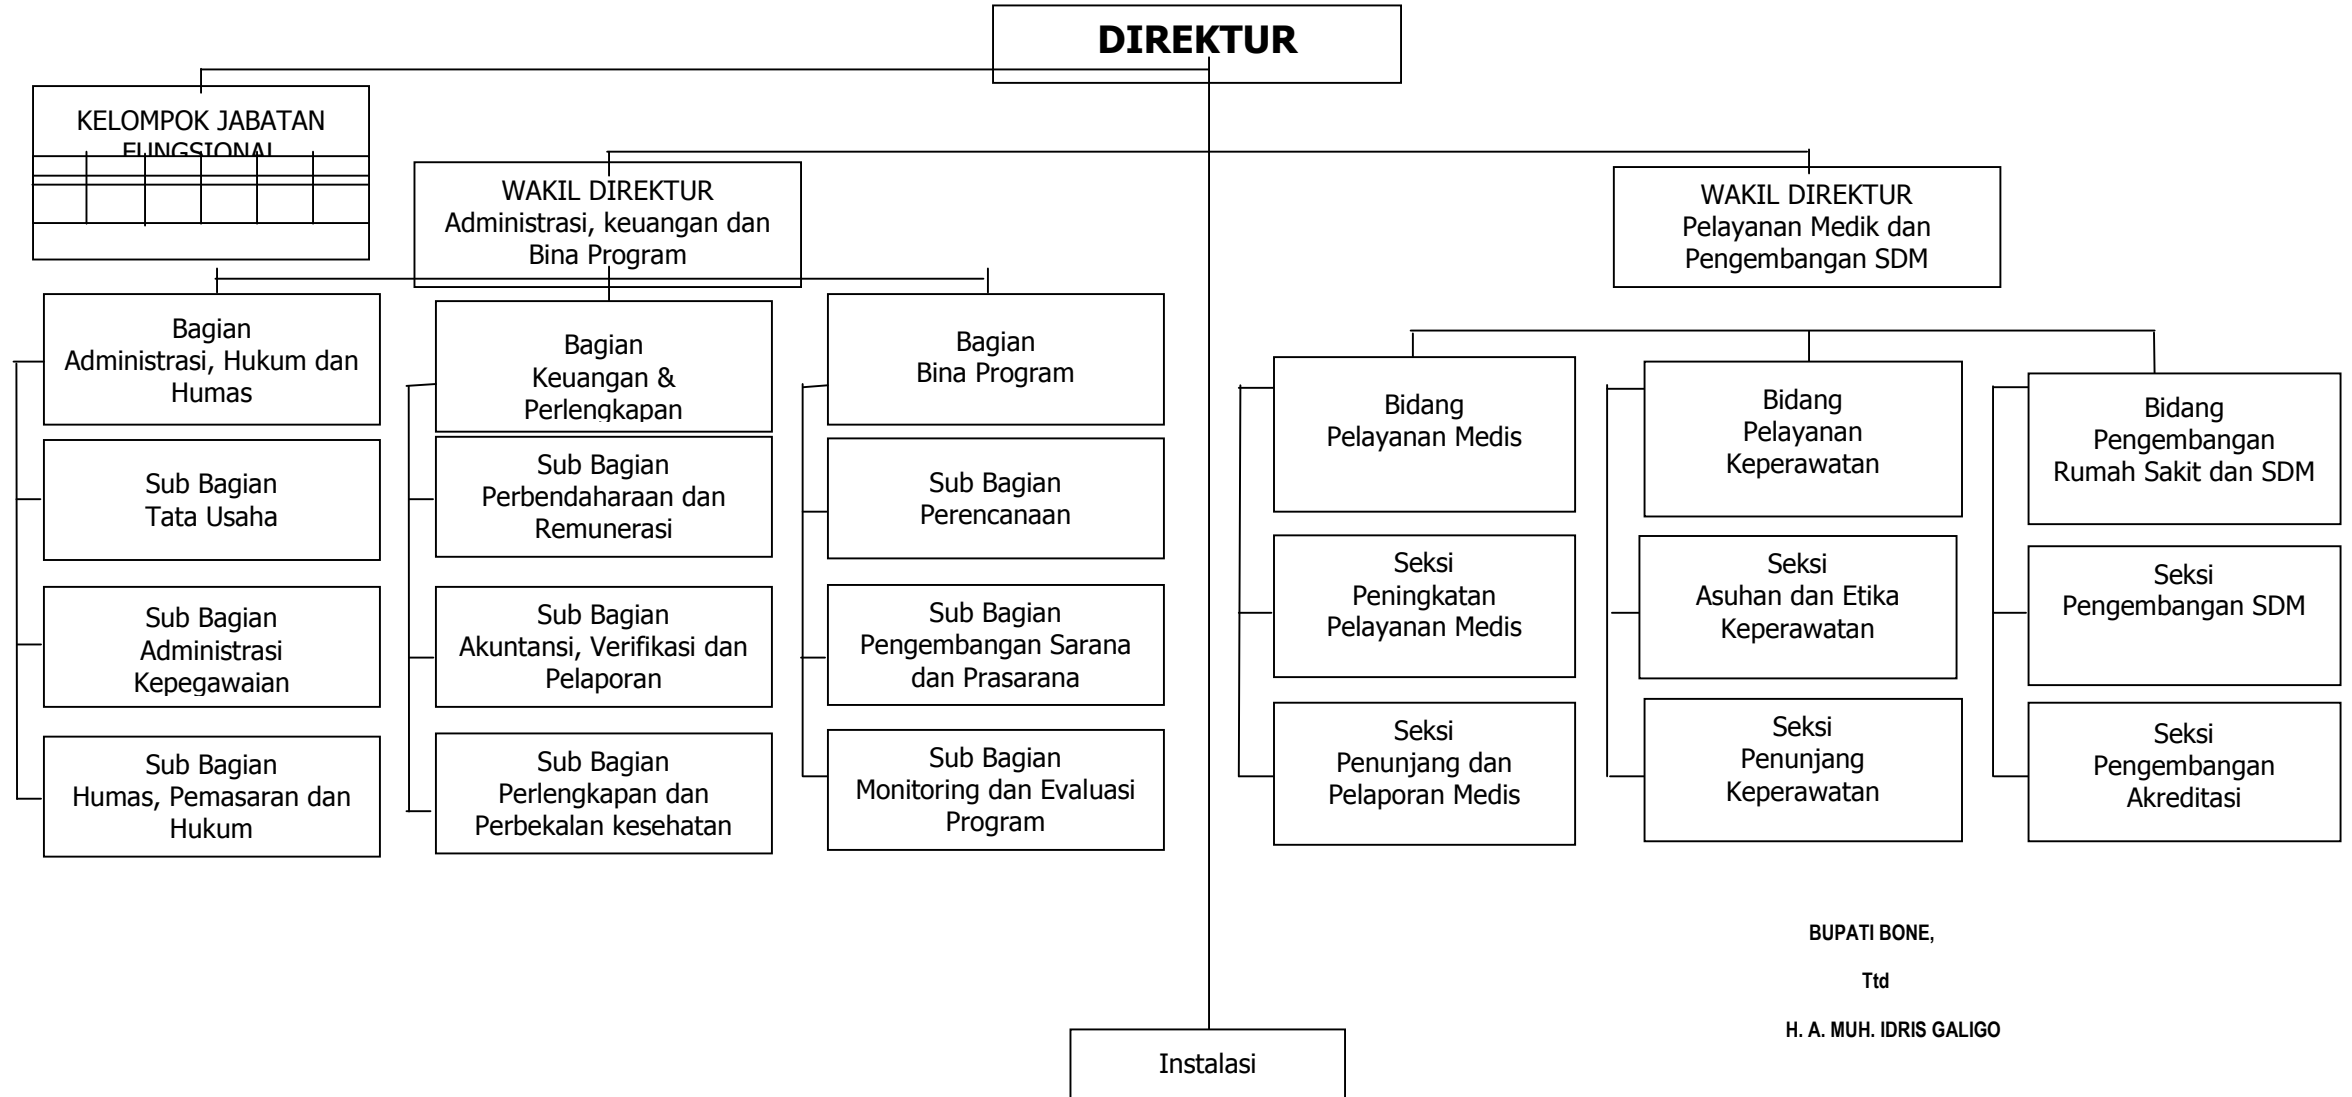 DIREKTUR
KELOMPOK JABATAN
FUNGSIONAL
WAKIL DIREKTUR
Administrasi, keuangan dan
Bina Program
WAKIL DIREKTUR
Pelayanan Medik dan
Pengembangan SDM
Bagian
Administrasi, Hukum dan
Humas
Bagian
Keuangan &
Perlengkapan
Bagian
Bina Program
Bidang
Pelayanan Medis
Bidang
Pelayanan
Keperawatan
Bidang
Pengembangan
Rumah Sakit dan SDM
Sub Bagian
Tata Usaha
Sub Bagian
Perbendaharaan dan
Remunerasi
Sub Bagian
Perencanaan
Seksi
Peningkatan
Pelayanan Medis
Seksi
Asuhan dan Etika
Keperawatan
Seksi
Pengembangan SDM
Sub Bagian
Administrasi
Kepegawaian
Sub Bagian
Akuntansi, Verifikasi dan
Pelaporan
Sub Bagian
Pengembangan Sarana
dan Prasarana
Seksi
Penunjang dan
Pelaporan Medis
Seksi
Penunjang
Keperawatan
Seksi
Pengembangan
Akreditasi
Sub Bagian
Humas, Pemasaran dan
Hukum
Sub Bagian
Perlengkapan dan
Perbekalan kesehatan
Sub Bagian
Monitoring dan Evaluasi
Program
BUPATI BONE,
Ttd
H. A. MUH. IDRIS GALIGO
Instalasi